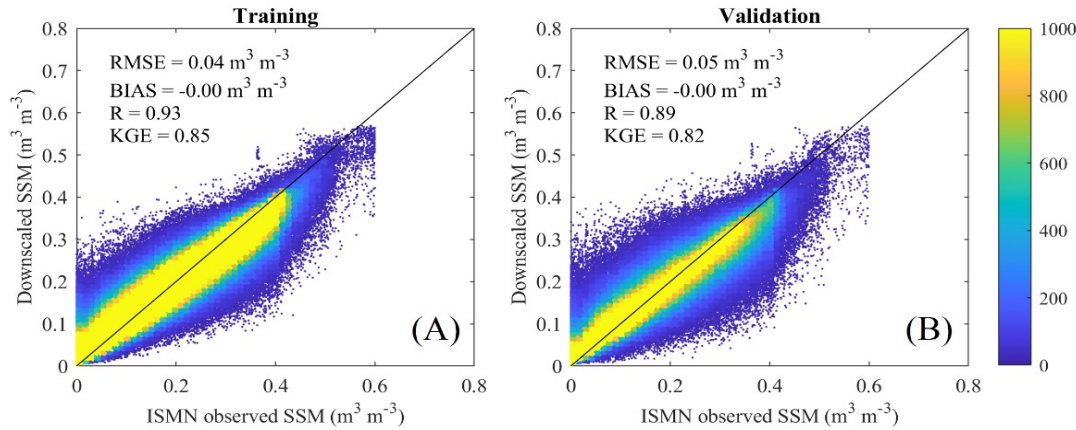 Training
0.8
0.7
0.6
0.5
0.4
0.3
0.2
0.1
0
Downscaled SSM (m³ m⁻³)
RMSE = 0.04 m³ m⁻³
BIAS = -0.00 m³ m⁻³
R = 0.93
KGE = 0.85
(A)
0 0.2 0.4 0.6 0.8
ISMN observed SSM (m³ m⁻³)
Validation
0.8
0.7
0.6
0.5
0.4
0.3
0.2
0.1
0
Downscaled SSM (m³ m⁻³)
RMSE = 0.05 m³ m⁻³
BIAS = -0.00 m³ m⁻³
R = 0.89
KGE = 0.82
(B)
0 0.2 0.4 0.6 0.8
ISMN observed SSM (m³ m⁻³)
1000
800
600
400
200
0